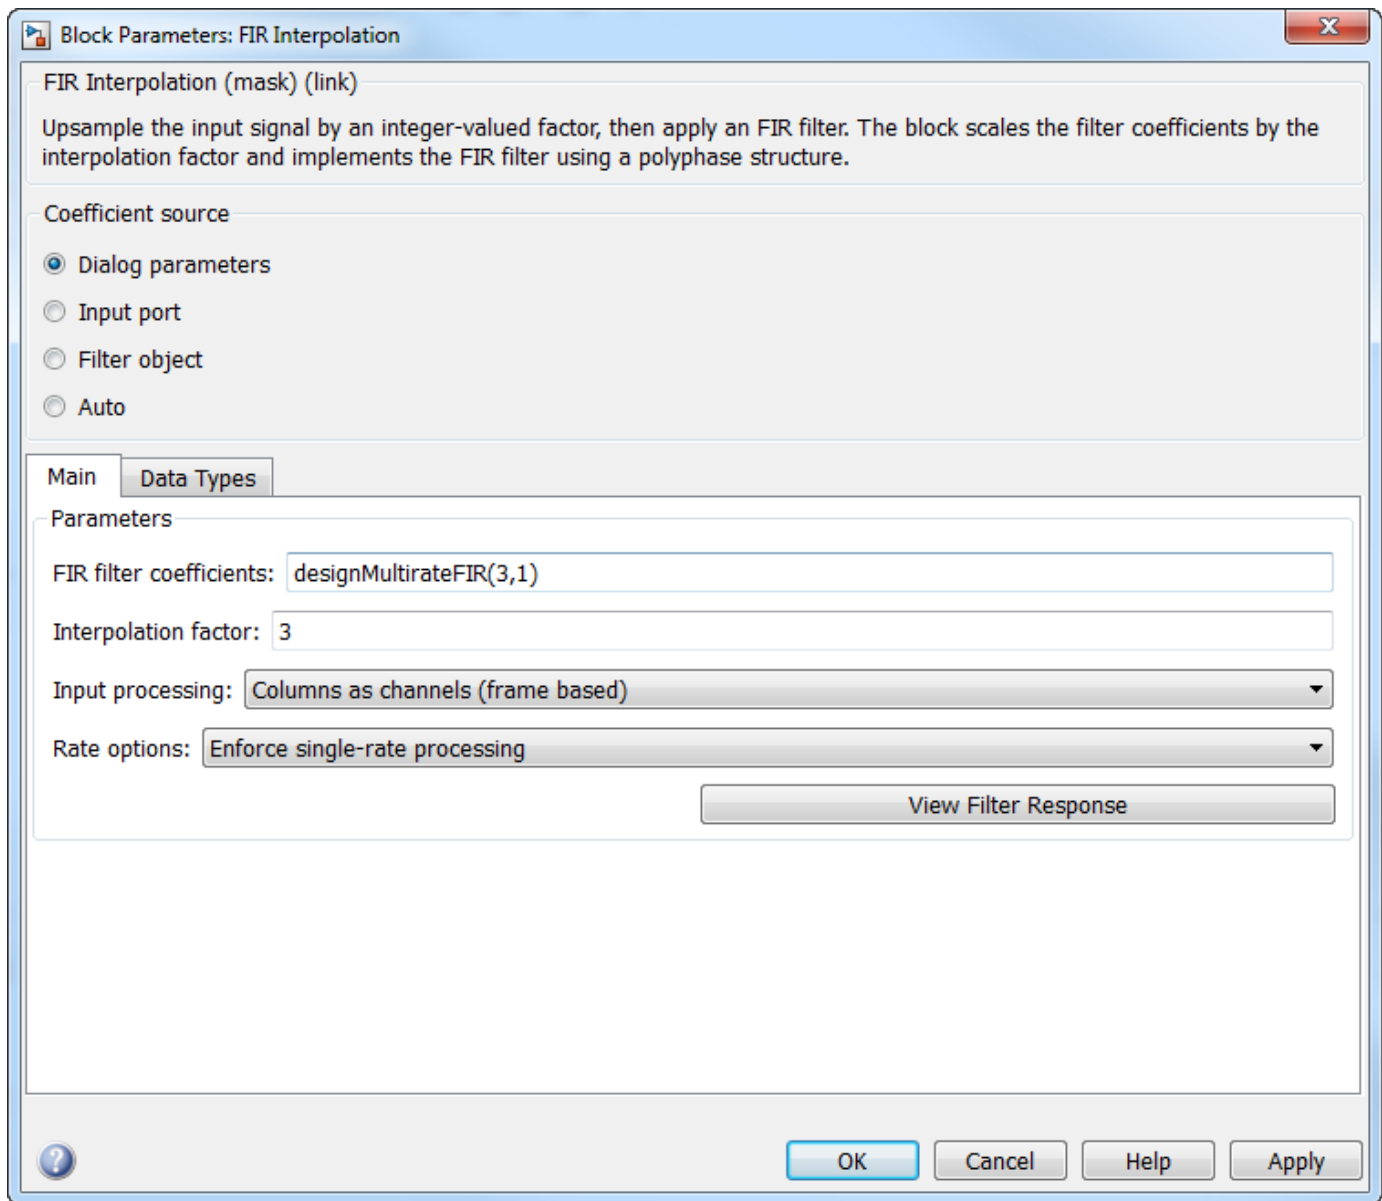 Block Parameters: FIR Interpolation
X
FIR Interpolation (mask) (link)
Upsample the input signal by an integer-valued factor, then apply an FIR filter. The block scales the filter coefficients by the
interpolation factor and implements the FIR filter using a polyphase structure.
Coefficient source
Dialog parameters
Input port
Filter object
Auto
Main Data Types
Parameters
FIR filter coefficients: designMultirateFIR(3,1)
Interpolation factor: 3
Input processing: Columns as channels (frame based)
Rate options: Enforce single-rate processing
View Filter Response
? OK Cancel Help Apply